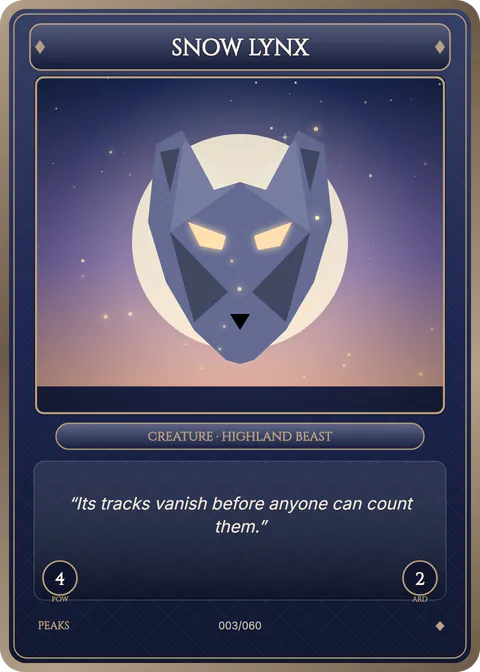 SNOW LYNX
CREATURE · HIGHLAND BEAST
“Its tracks vanish before anyone can count
them.”
4
POW
2
ARD
PEAKS
003/060